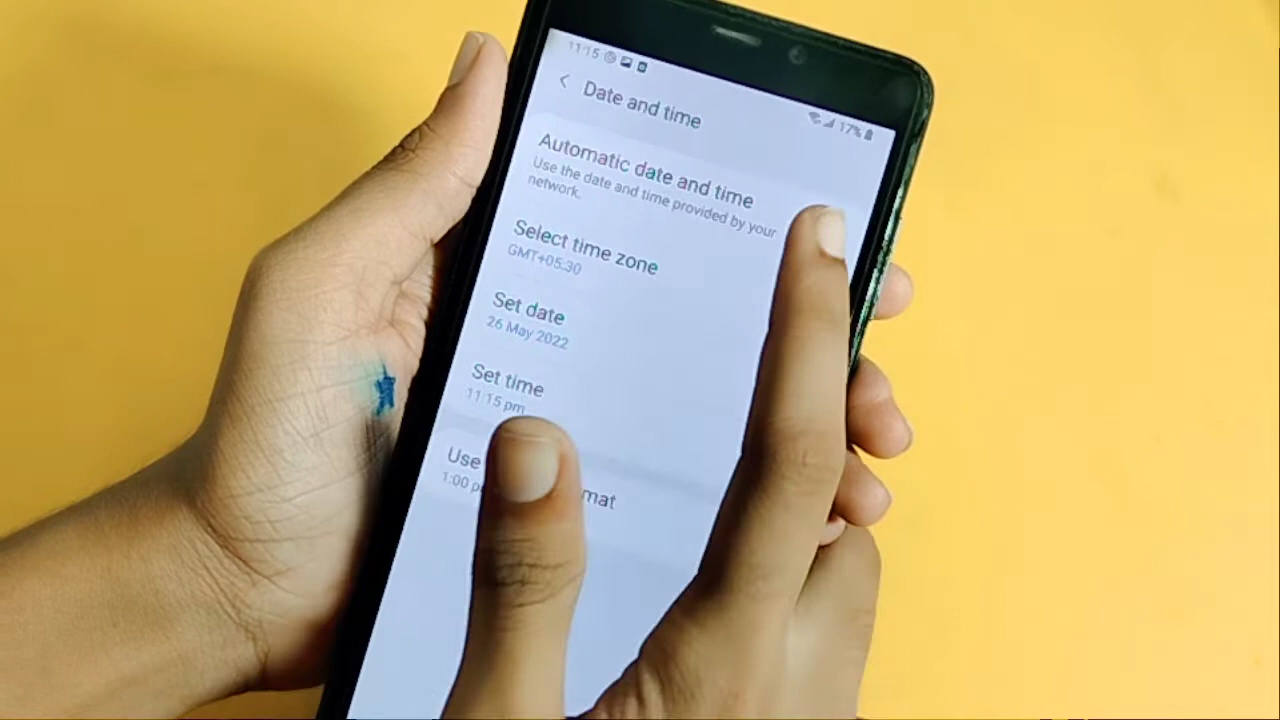 11:15
17%
Date and time
Automatic date and time
Use the date and time provided by your
network.
Select time zone
GMT+05:30
Set date
26 May 2022
Set time
11:15 pm
Use
1:00